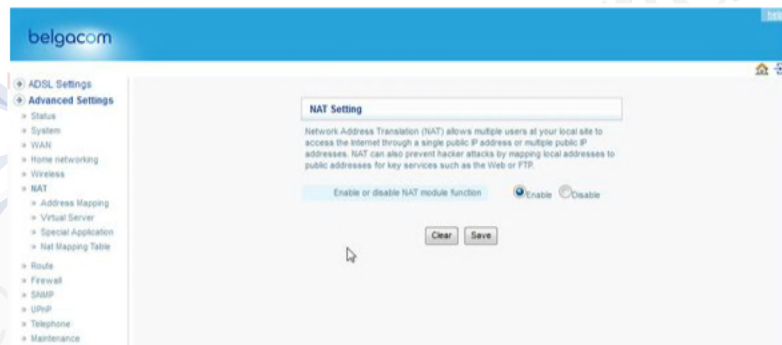 help
belgacom
ADSL Settings
Advanced Settings
» Status
» System
» WAN
» Home networking
» Wireless
» NAT
» Address Mapping
» Virtual Server
» Special Application
» Nat Mapping Table
» Route
» Firewall
» SNMP
» UPnP
» Telephone
» Maintenance
NAT Setting
Network Address Translation (NAT) allows multiple users at your local site to
access the Internet through a single public IP address or multiple public IP
addresses. NAT can also prevent hacker attacks by mapping local addresses to
public addresses for key services such as the Web or FTP.
Enable or disable NAT module function Enable Disable
Clear Save